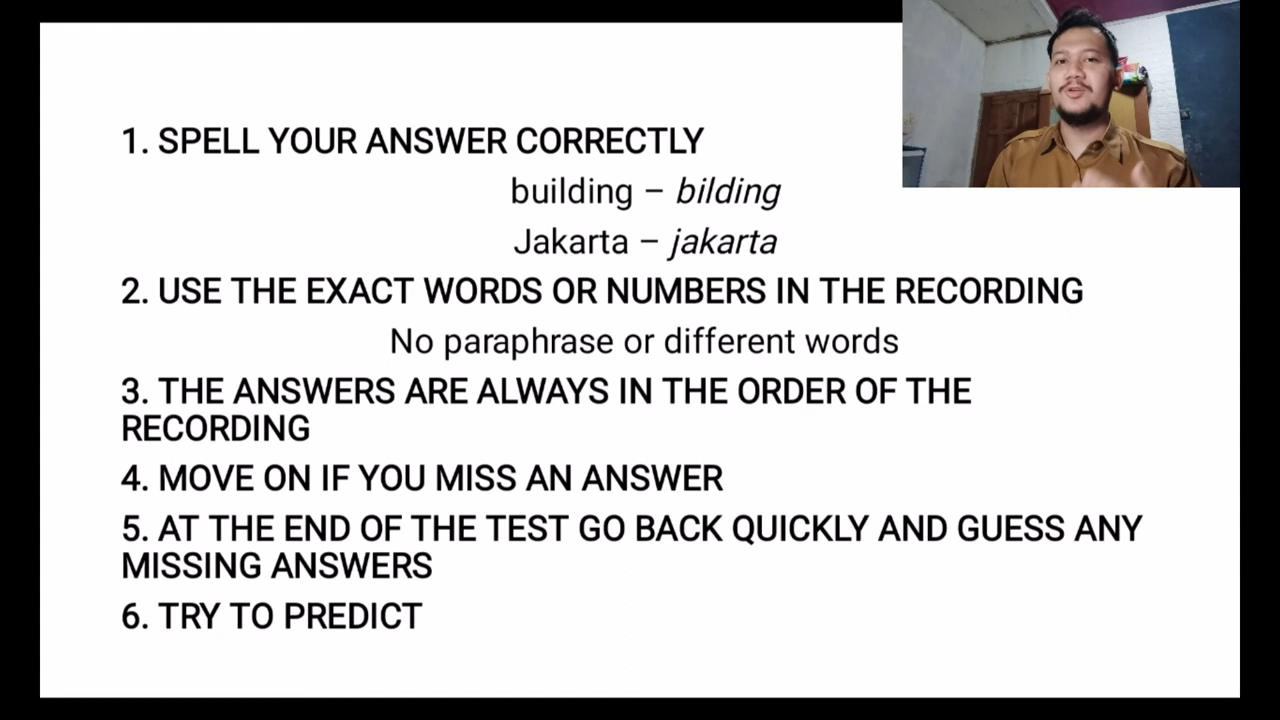 1. SPELL YOUR ANSWER CORRECTLY
building – bilding
Jakarta – jakarta
2. USE THE EXACT WORDS OR NUMBERS IN THE RECORDING
No paraphrase or different words
3. THE ANSWERS ARE ALWAYS IN THE ORDER OF THE
RECORDING
4. MOVE ON IF YOU MISS AN ANSWER
5. AT THE END OF THE TEST GO BACK QUICKLY AND GUESS ANY
MISSING ANSWERS
6. TRY TO PREDICT